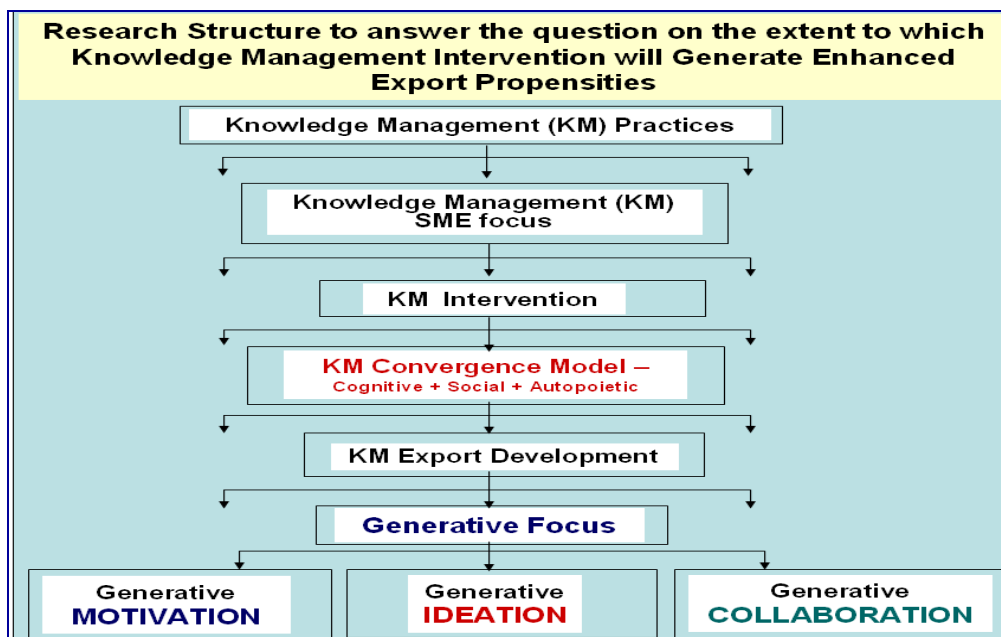 Research Structure to answer the question on the extent to which
Knowledge Management Intervention will Generate Enhanced
Export Propensities
Knowledge Management (KM) Practices
Knowledge Management (KM)
SME focus
KM Intervention
KM Convergence Model –
Cognitive + Social + Autopoietic
KM Export Development
Generative Focus
Generative
MOTIVATION
Generative
IDEATION
Generative
COLLABORATION